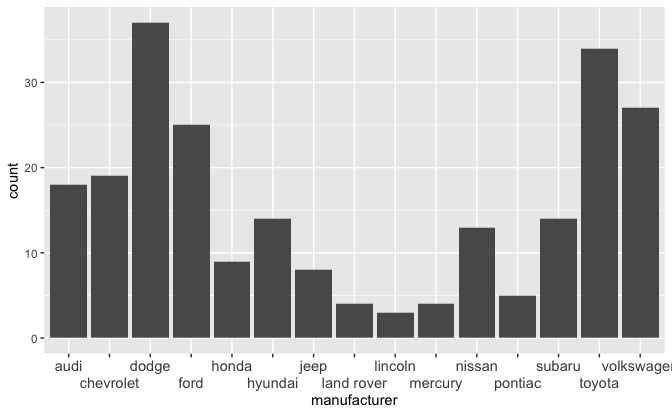 count
30
20
10
0
audi dodge honda jeep lincoln nissan subaru volkswagen
chevrolet ford hyundai land rover mercury pontiac toyota
manufacturer